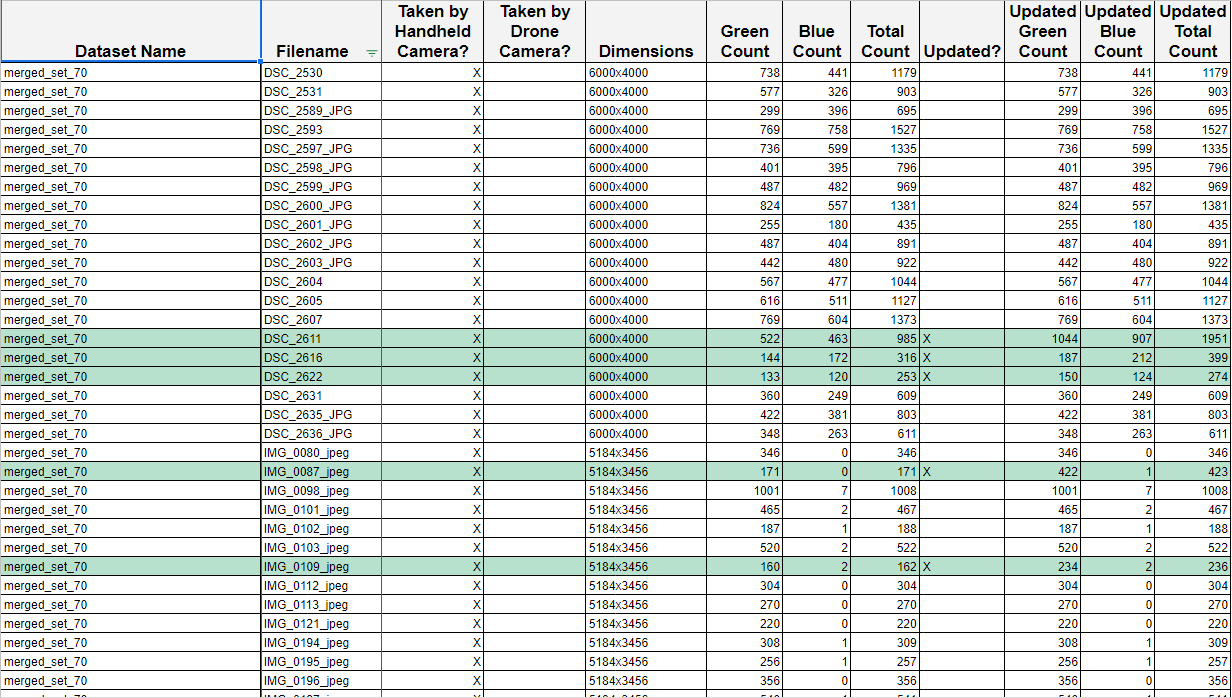 Dataset Name Filename Taken by Handheld Camera? Taken by Drone Camera? Dimensions Green Count Blue Count Total Count Updated? Updated Green Count Updated Blue Count Updated Total Count
merged_set_70 DSC_2530 X 6000x4000 738 441 1179 738 441 1179
merged_set_70 DSC_2531 X 6000x4000 577 326 903 577 326 903
merged_set_70 DSC_2589_JPG X 6000x4000 299 396 695 299 396 695
merged_set_70 DSC_2593 X 6000x4000 769 758 1527 769 758 1527
merged_set_70 DSC_2597_JPG X 6000x4000 736 599 1335 736 599 1335
merged_set_70 DSC_2598_JPG X 6000x4000 401 395 796 401 395 796
merged_set_70 DSC_2599_JPG X 6000x4000 487 482 969 487 482 969
merged_set_70 DSC_2600_JPG X 6000x4000 824 557 1381 824 557 1381
merged_set_70 DSC_2601_JPG X 6000x4000 255 180 435 255 180 435
merged_set_70 DSC_2602_JPG X 6000x4000 487 404 891 487 404 891
merged_set_70 DSC_2603_JPG X 6000x4000 442 480 922 442 480 922
merged_set_70 DSC_2604 X 6000x4000 567 477 1044 567 477 1044
merged_set_70 DSC_2605 X 6000x4000 616 511 1127 616 511 1127
merged_set_70 DSC_2607 X 6000x4000 769 604 1373 769 604 1373
merged_set_70 DSC_2611 X 6000x4000 522 463 985 X 1044 907 1951
merged_set_70 DSC_2616 X 6000x4000 144 172 316 X 187 212 399
merged_set_70 DSC_2622 X 6000x4000 133 120 253 X 150 124 274
merged_set_70 DSC_2631 X 6000x4000 360 249 609 360 249 609
merged_set_70 DSC_2635_JPG X 6000x4000 422 381 803 422 381 803
merged_set_70 DSC_2636_JPG X 6000x4000 348 263 611 348 263 611
merged_set_70 IMG_0080_jpeg X 5184x3456 346 0 346 346 0 346
merged_set_70 IMG_0087_jpeg X 5184x3456 171 0 171 X 422 1 423
merged_set_70 IMG_0098_jpeg X 5184x3456 1001 7 1008 1001 7 1008
merged_set_70 IMG_0101_jpeg X 5184x3456 465 2 467 465 2 467
merged_set_70 IMG_0102_jpeg X 5184x3456 187 1 188 187 1 188
merged_set_70 IMG_0103_jpeg X 5184x3456 520 2 522 520 2 522
merged_set_70 IMG_0109_jpeg X 5184x3456 160 2 162 X 234 2 236
merged_set_70 IMG_0112_jpeg X 5184x3456 304 0 304 304 0 304
merged_set_70 IMG_0113_jpeg X 5184x3456 270 0 270 270 0 270
merged_set_70 IMG_0121_jpeg X 5184x3456 220 0 220 220 0 220
merged_set_70 IMG_0194_jpeg X 5184x3456 308 1 309 308 1 309
merged_set_70 IMG_0195_jpeg X 5184x3456 256 1 257 256 1 257
merged_set_70 IMG_0196_jpeg X 5184x3456 356 0 356 356 0 356